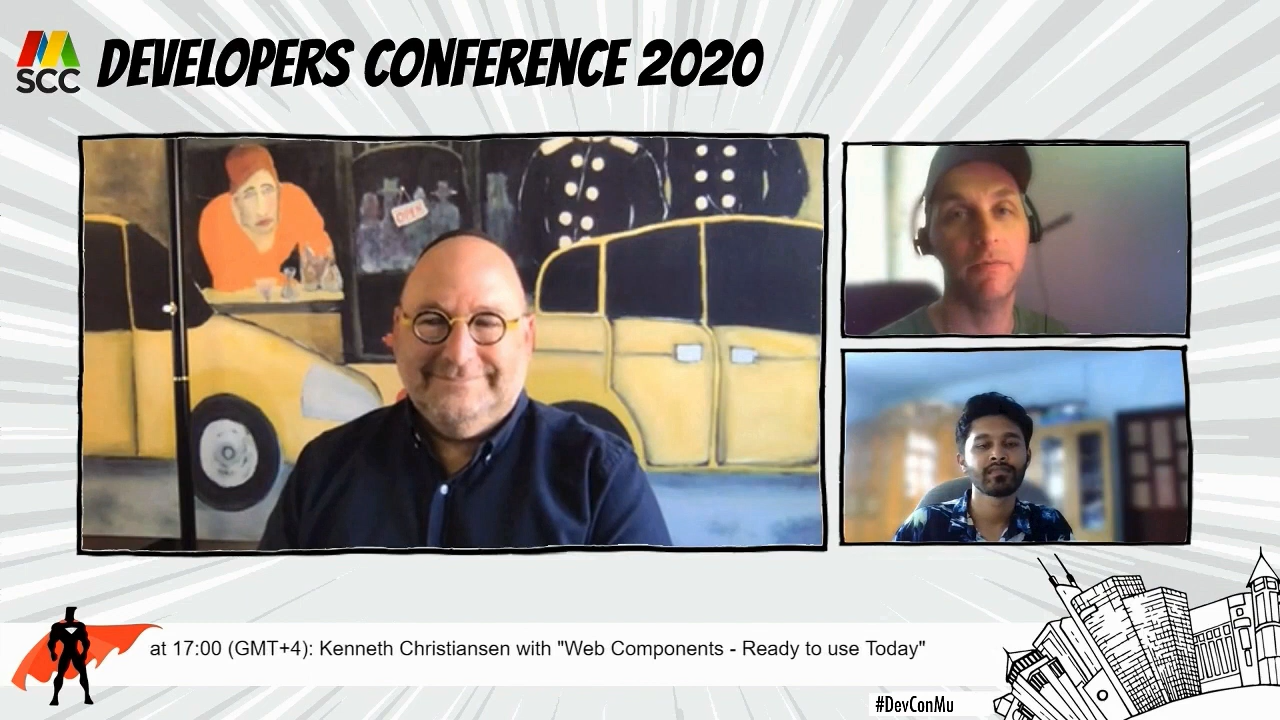 SCC
DEVELOPERS CONFERENCE 2020
OPEN
at 17:00 (GMT+4): Kenneth Christiansen with "Web Components - Ready to use Today"
#DevConMu